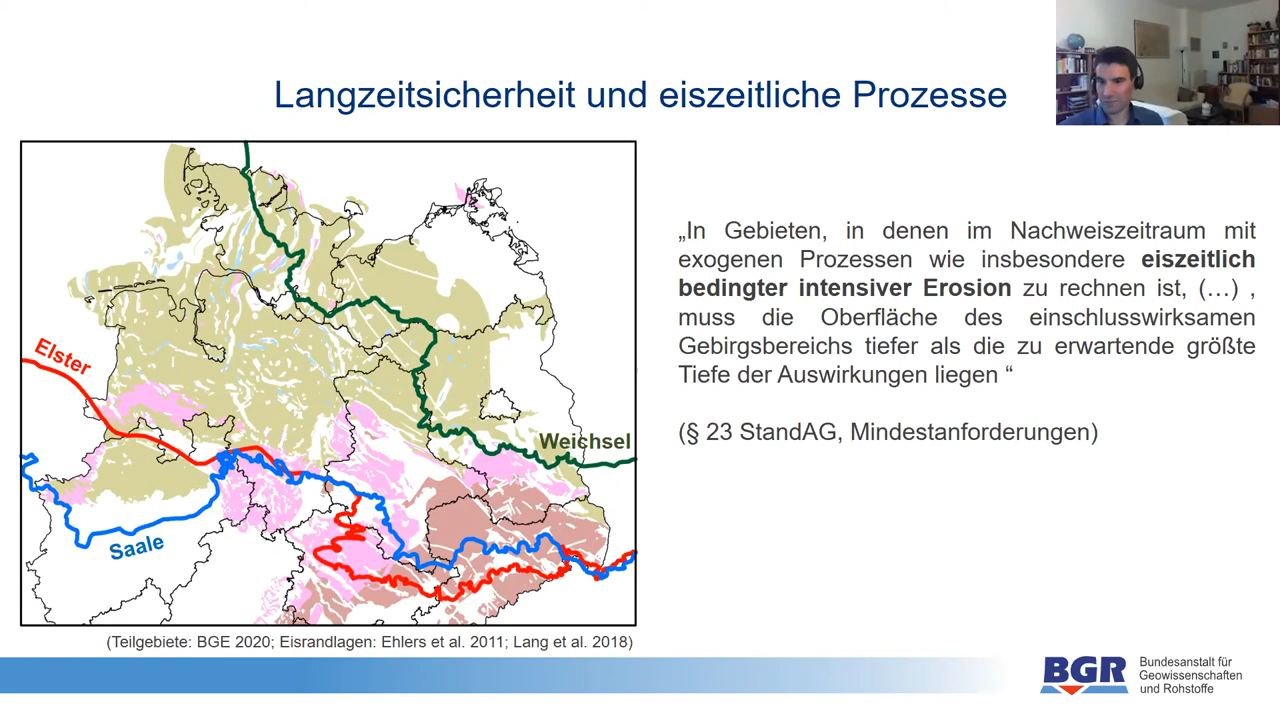 Langzeitsicherheit und eiszeitliche Prozesse
Elster
Weichsel
Saale
(Teilgebiete: BGE 2020; Eisrandlagen: Ehlers et al. 2011; Lang et al. 2018)
„In Gebieten, in denen im Nachweiszeitraum mit
exogenen Prozessen wie insbesondere eiszeitlich
bedingter intensiver Erosion zu rechnen ist, (…) ,
muss die Oberfläche des einschlusswirksamen
Gebirgsbereichs tiefer als die zu erwartende größte
Tiefe der Auswirkungen liegen “
(§ 23 StandAG, Mindestanforderungen)
BGR
Bundesanstalt für
Geowissenschaften
und Rohstoffe